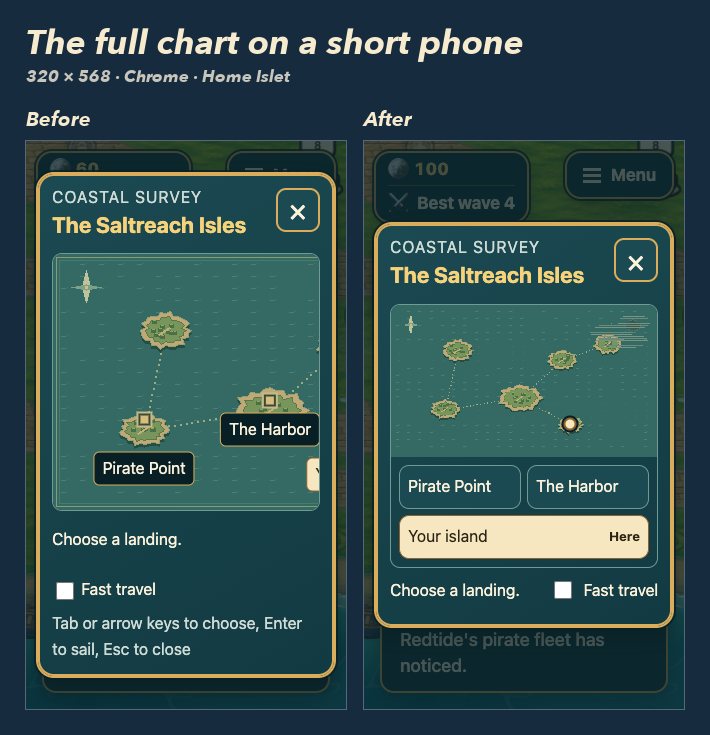 The full chart on a short phone
320 × 568 · Chrome · Home Islet
Before
After
8
60
COASTAL SURVEY
The Saltreach Isles
×
The Harbor
Pirate Point
Choose a landing.
Fast travel
Tab or arrow keys to choose, Enter
to sail, Esc to close
8
100
Menu
Best wave 4
COASTAL SURVEY
The Saltreach Isles
×
Pirate Point
The Harbor
Your island
Here
Choose a landing.
Fast travel
Redtide's pirate fleet has
noticed.